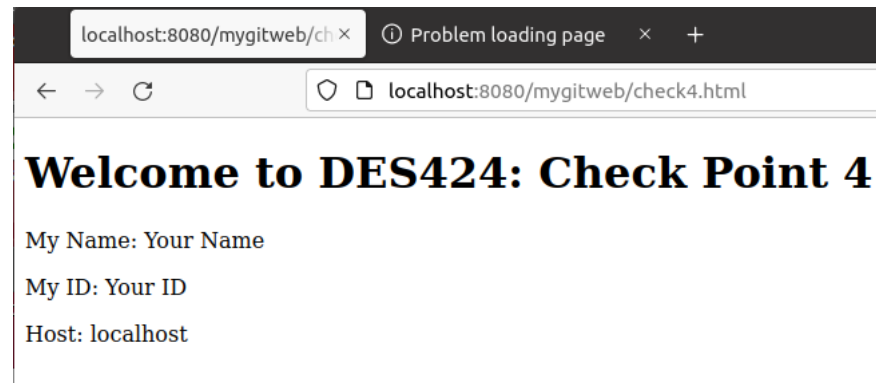 localhost:8080/mygitweb/ch
Problem loading page
localhost:8080/mygitweb/check4.html
Welcome to DES424: Check Point 4
My Name: Your Name
My ID: Your ID
Host: localhost